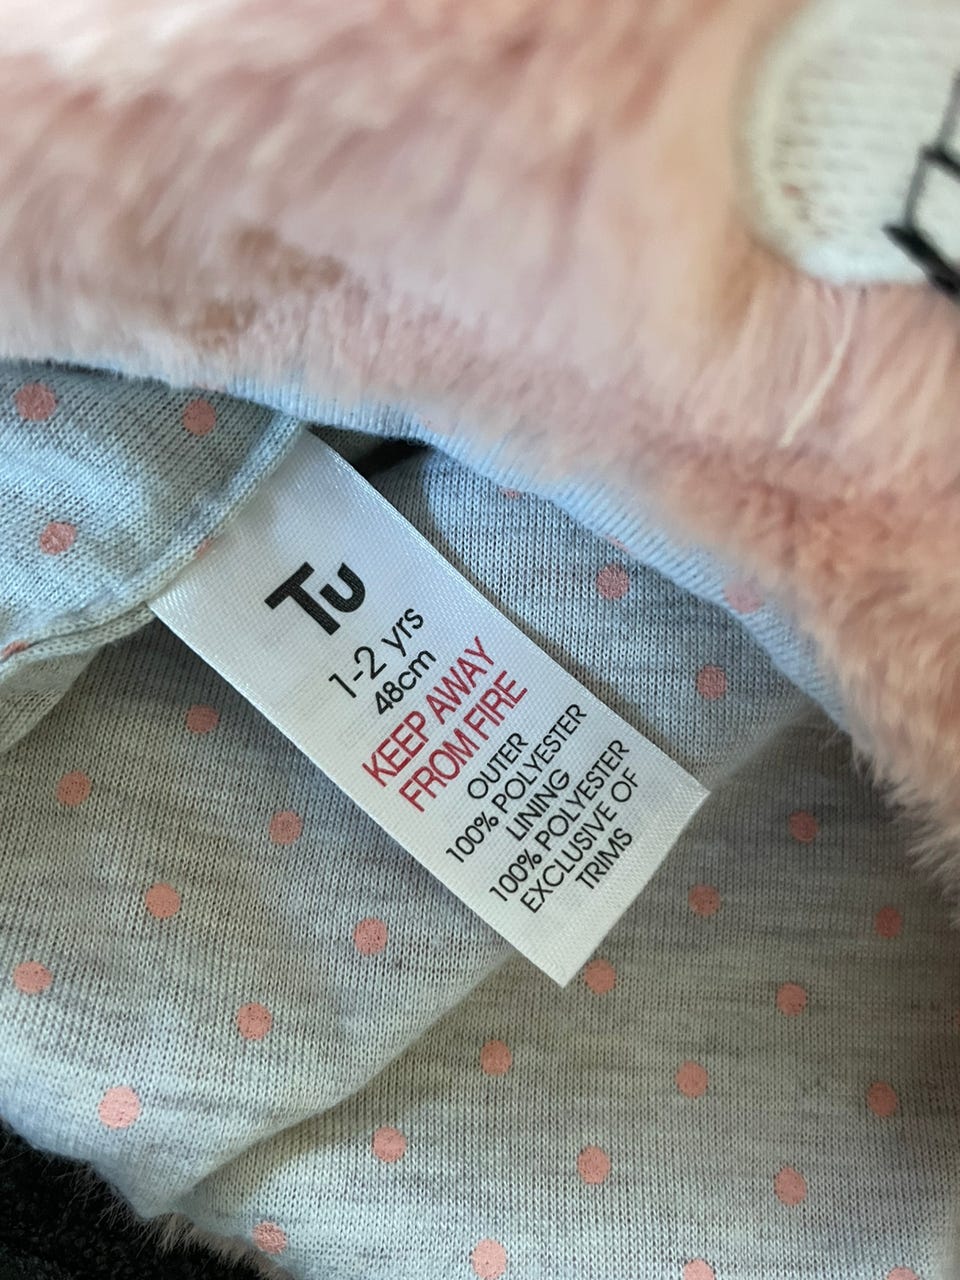 Tu
1-2 yrs
48cm
KEEP AWAY
FROM FIRE
OUTER
100% POLYESTER
LINING
100% POLYESTER
EXCLUSIVE OF
TRIMS